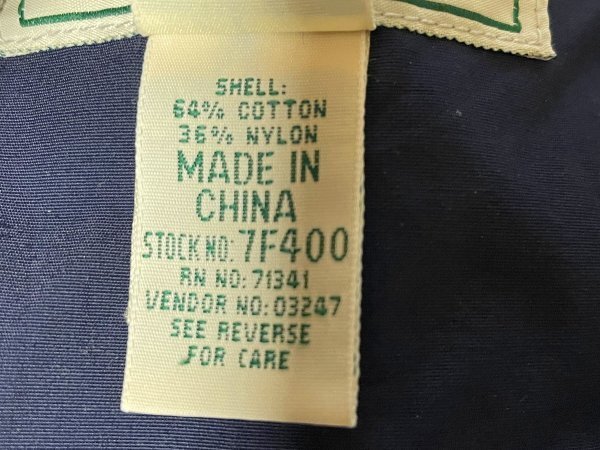 SHELL:
64% COTTON
36% NYLON
MADE IN
CHINA
STOCK NO: 7F400
RN NO: 71341
VENDOR NO: 03247
SEE REVERSE
FOR CARE